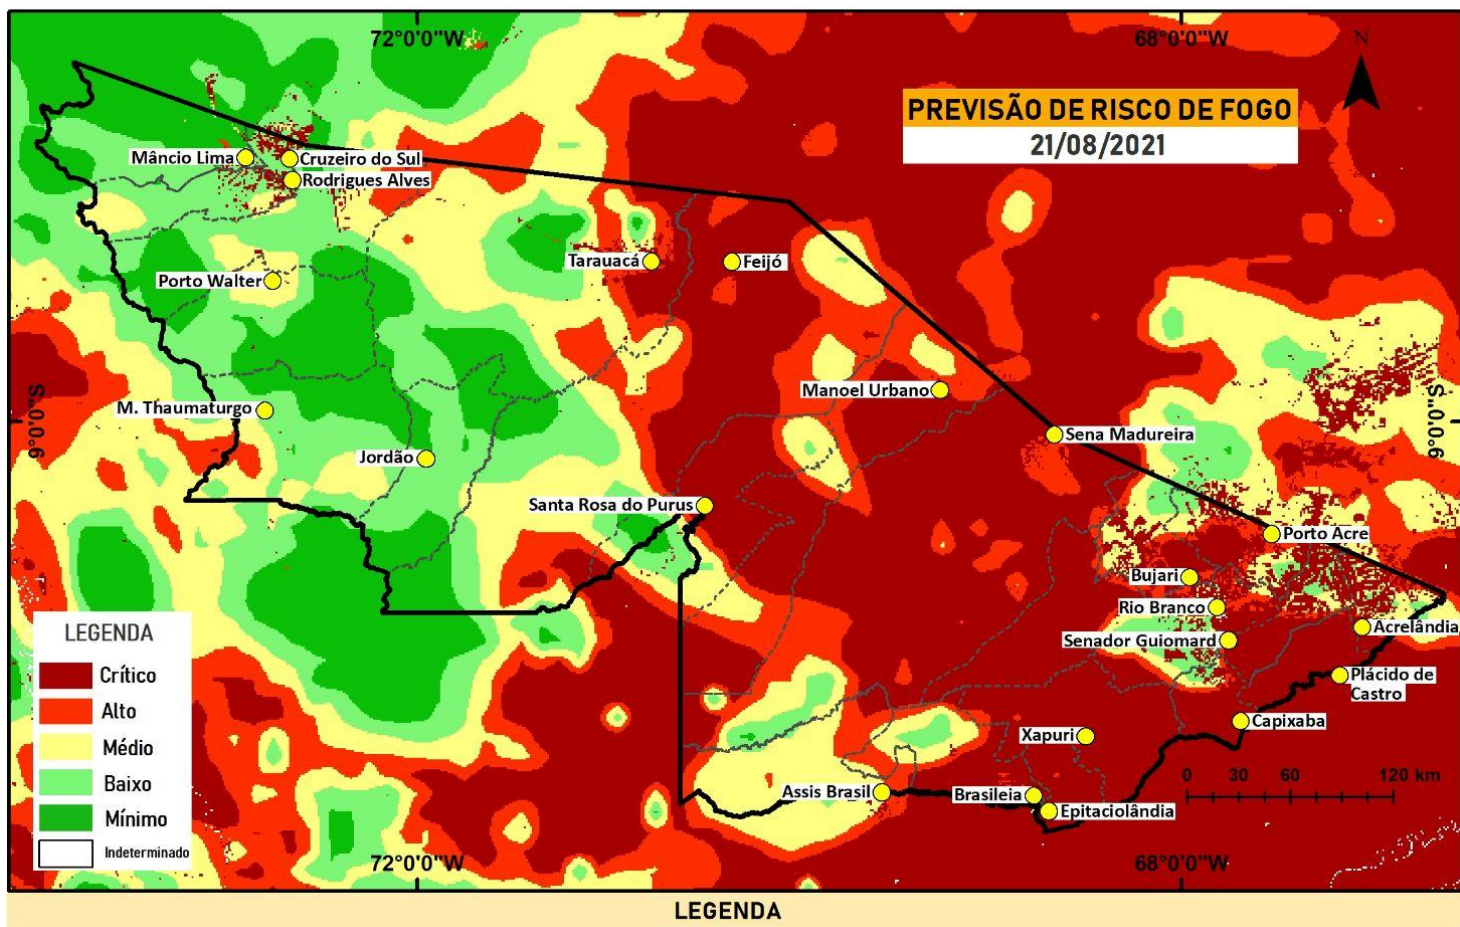 72°0'0"W
68°0'0"W
N
PREVISÃO DE RISCO DE FOGO
21/08/2021
Mâncio Lima
Cruzeiro do Sul
Rodrigues Alves
Porto Walter
Tarauacá
Feijó
Manoel Urbano
9°0'0"S
9°0'0"S
M. Thaumaturgo
Jordão
Sena Madureira
Santa Rosa do Purus
Porto Acre
Bujari
Rio Branco
Senador Guiomard
Acrelândia
Plácido de
Castro
Capixaba
Xapuri
Assis Brasil
Brasileia
Epitaciolândia
0 30 60 120 km
LEGENDA
Crítico
Alto
Médio
Baixo
Mínimo
Indeterminado
72°0'0"W
68°0'0"W
LEGENDA